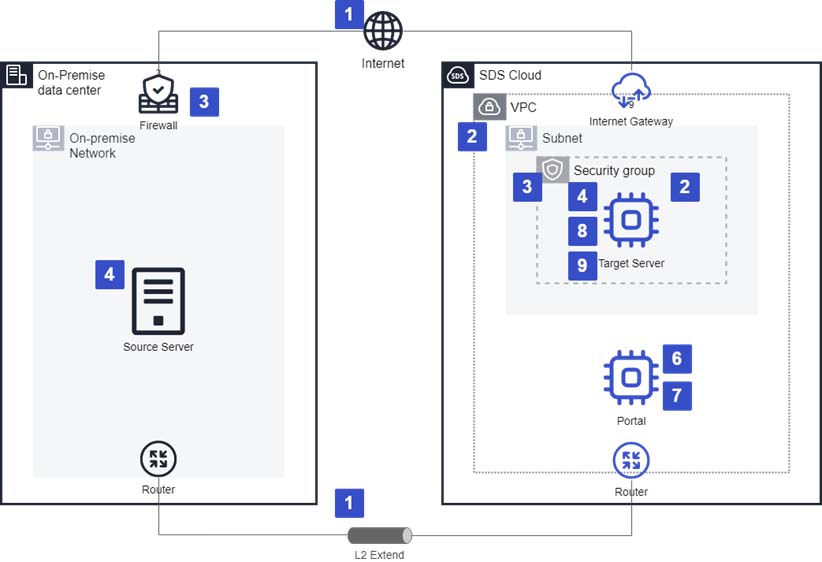 1
Internet
On-Premise
data center
3
Firewall
On-premise
Network
4
Source Server
Router
1
L2 Extend
SDS
SDS Cloud
9
Internet Gateway
VPC
2
Subnet
Security group
3
4
2
8
9
Target Server
6
7
Portal
Router